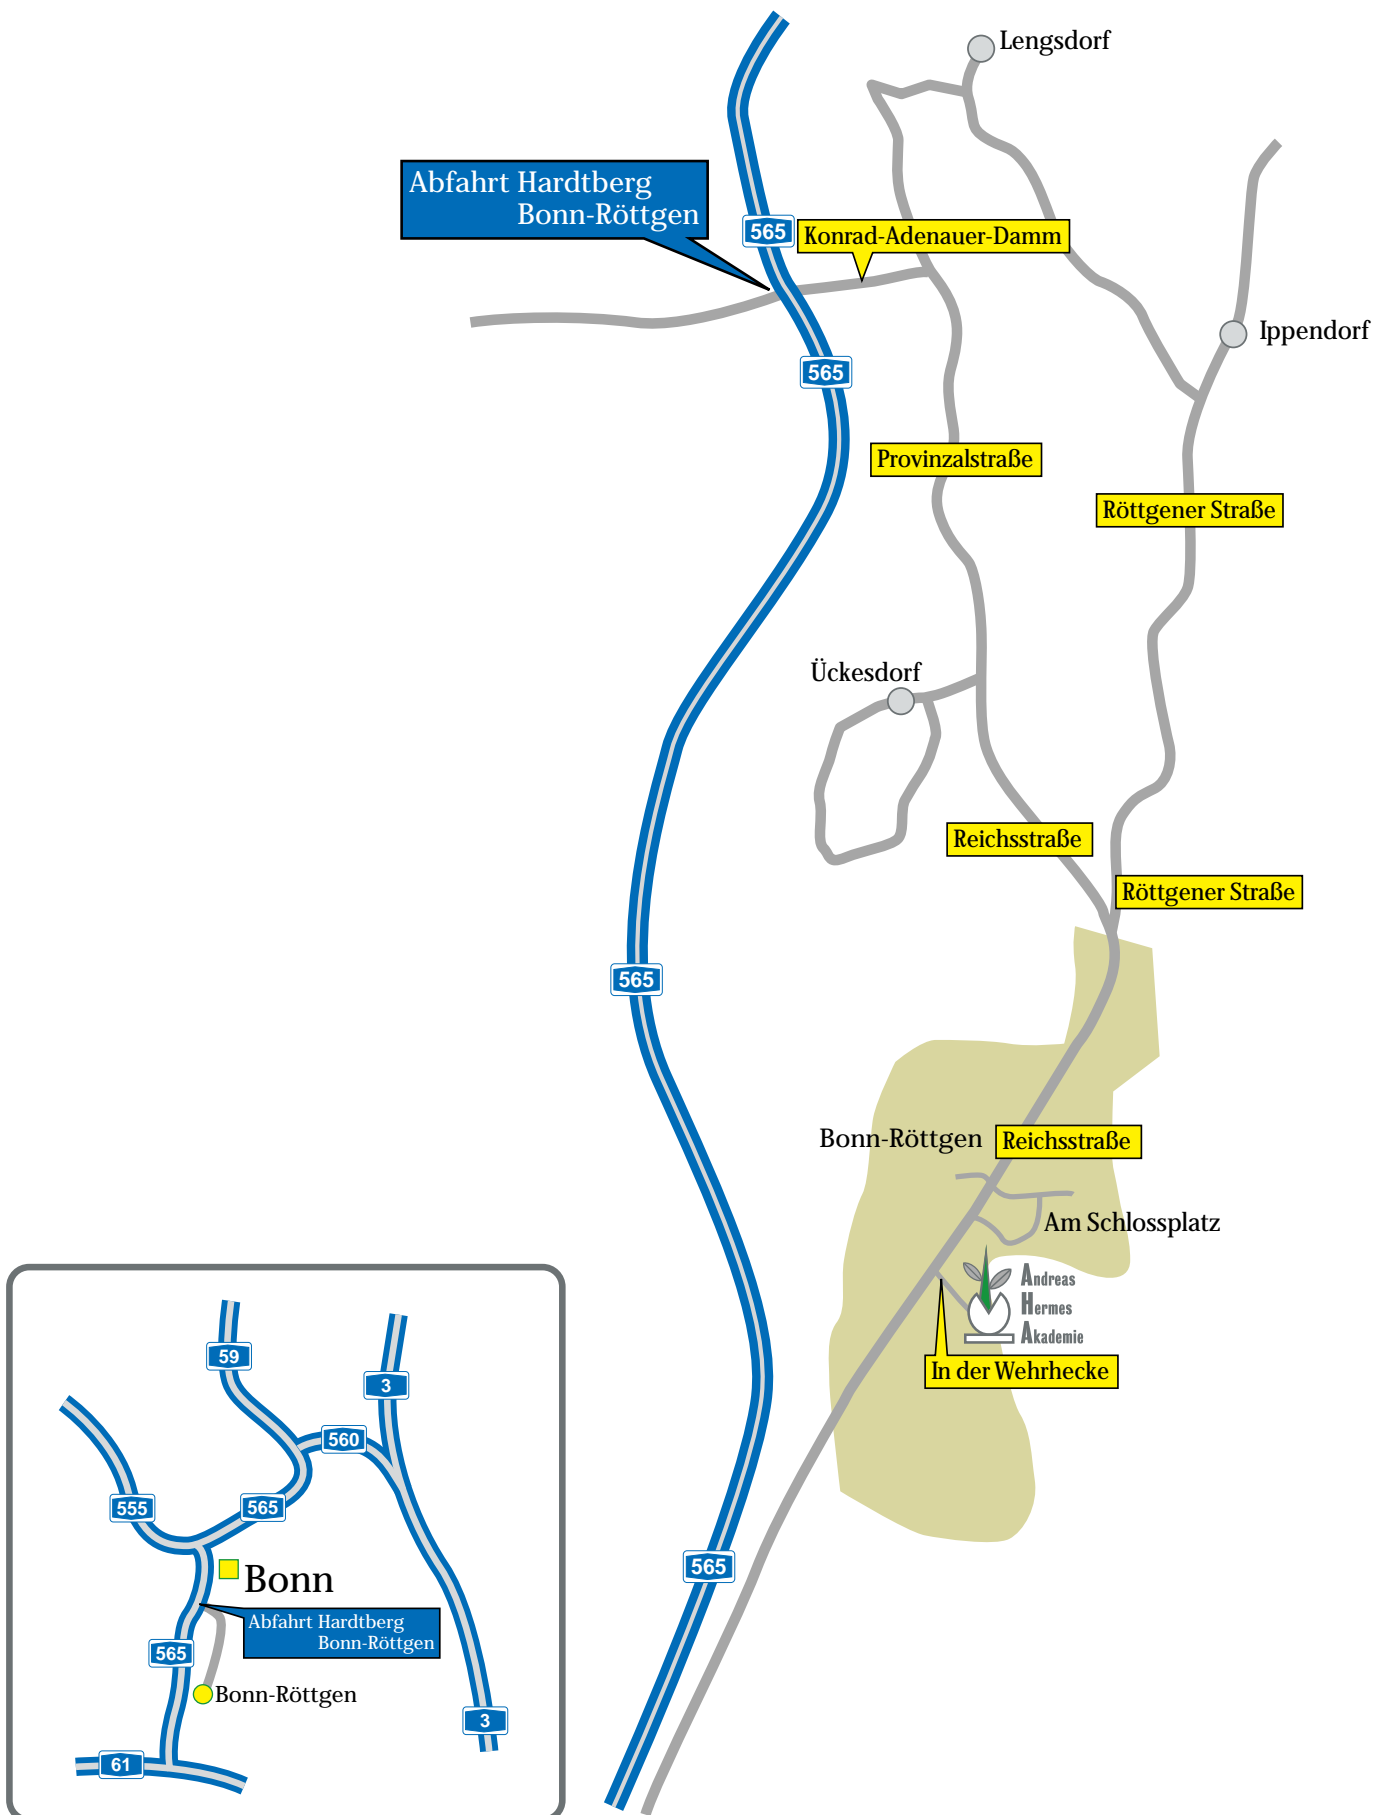 Lengsdorf
Abfahrt Hardtberg
Bonn-Röttgen
565
Konrad-Adenauer-Damm
Ippendorf
565
Provinzalstraße
Röttgener Straße
Ückesdorf
Reichsstraße
Röttgener Straße
565
Bonn-Röttgen
Reichsstraße
Am Schlossplatz
Andreas
Hermes
Akademie
In der Wehrhecke
565
59
3
560
555
565
Bonn
Abfahrt Hardtberg
Bonn-Röttgen
565
Bonn-Röttgen
3
61